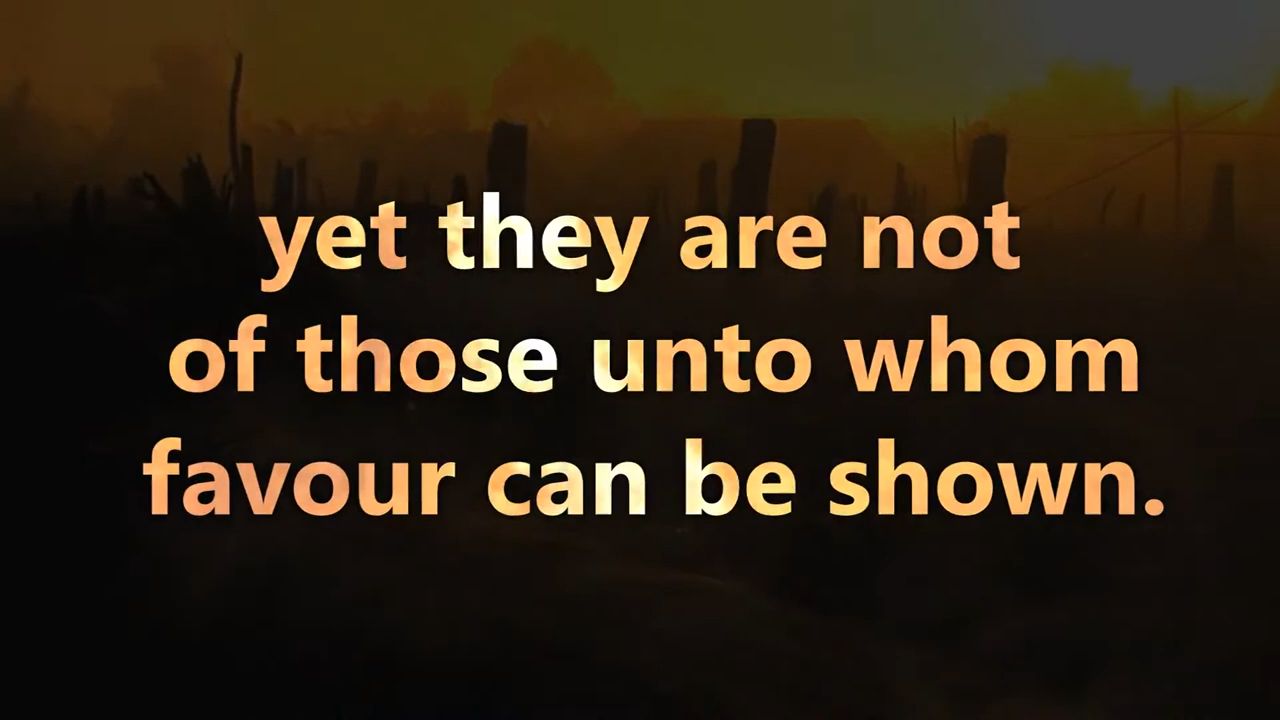 yet they are not
of those unto whom
favour can be shown.